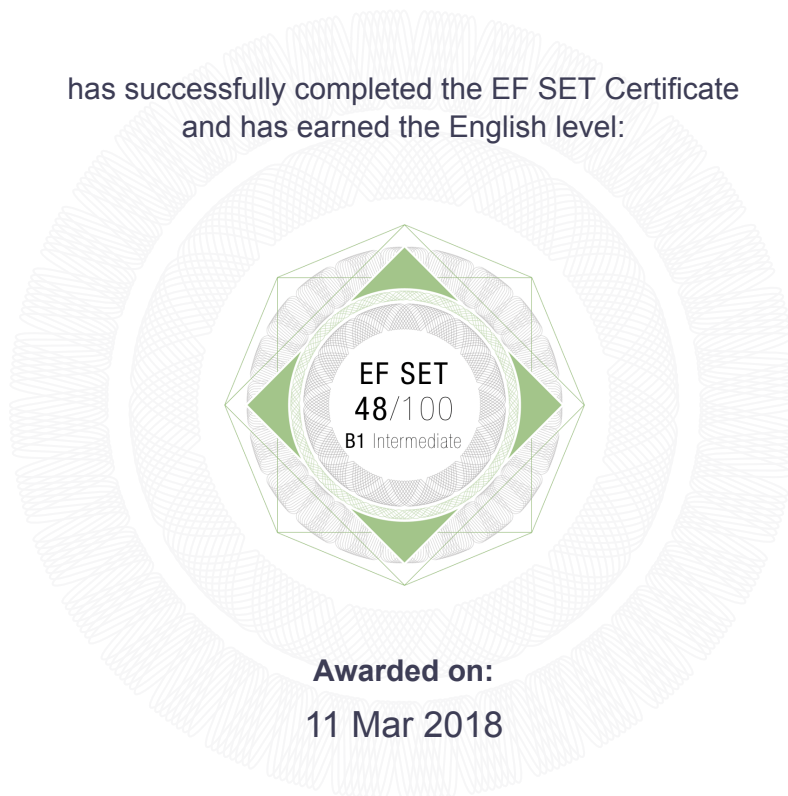 has successfully completed the EF SET Certificate
and has earned the English level:
EF SET
48/100
B1 Intermediate
Awarded on:
11 Mar 2018